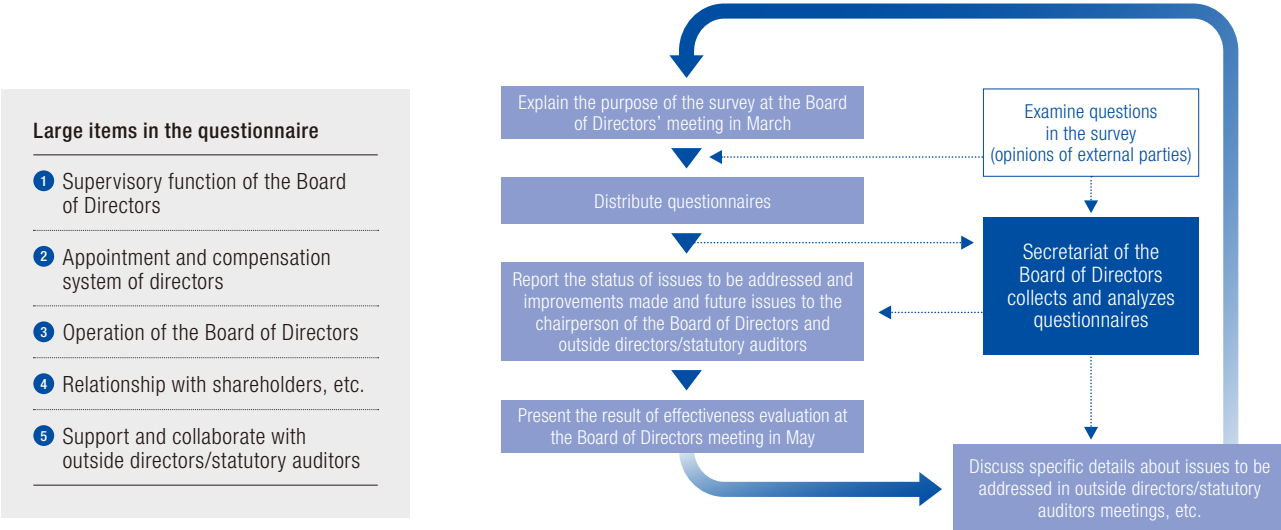 Large items in the questionnaire
1 Supervisory function of the Board
of Directors
2 Appointment and compensation
system of directors
3 Operation of the Board of Directors
4 Relationship with shareholders, etc.
5 Support and collaborate with
outside directors/statutory auditors
Explain the purpose of the survey at the Board
of Directors’ meeting in March
Examine questions
in the survey
(opinions of external parties)
Distribute questionnaires
Secretariat of the
Board of Directors
collects and analyzes
questionnaires
Report the status of issues to be addressed and
improvements made and future issues to the
chairperson of the Board of Directors and
outside directors/statutory auditors
Present the result of effectiveness evaluation at
the Board of Directors meeting in May
Discuss specific details about issues to be
addressed in outside directors/statutory
auditors meetings, etc.